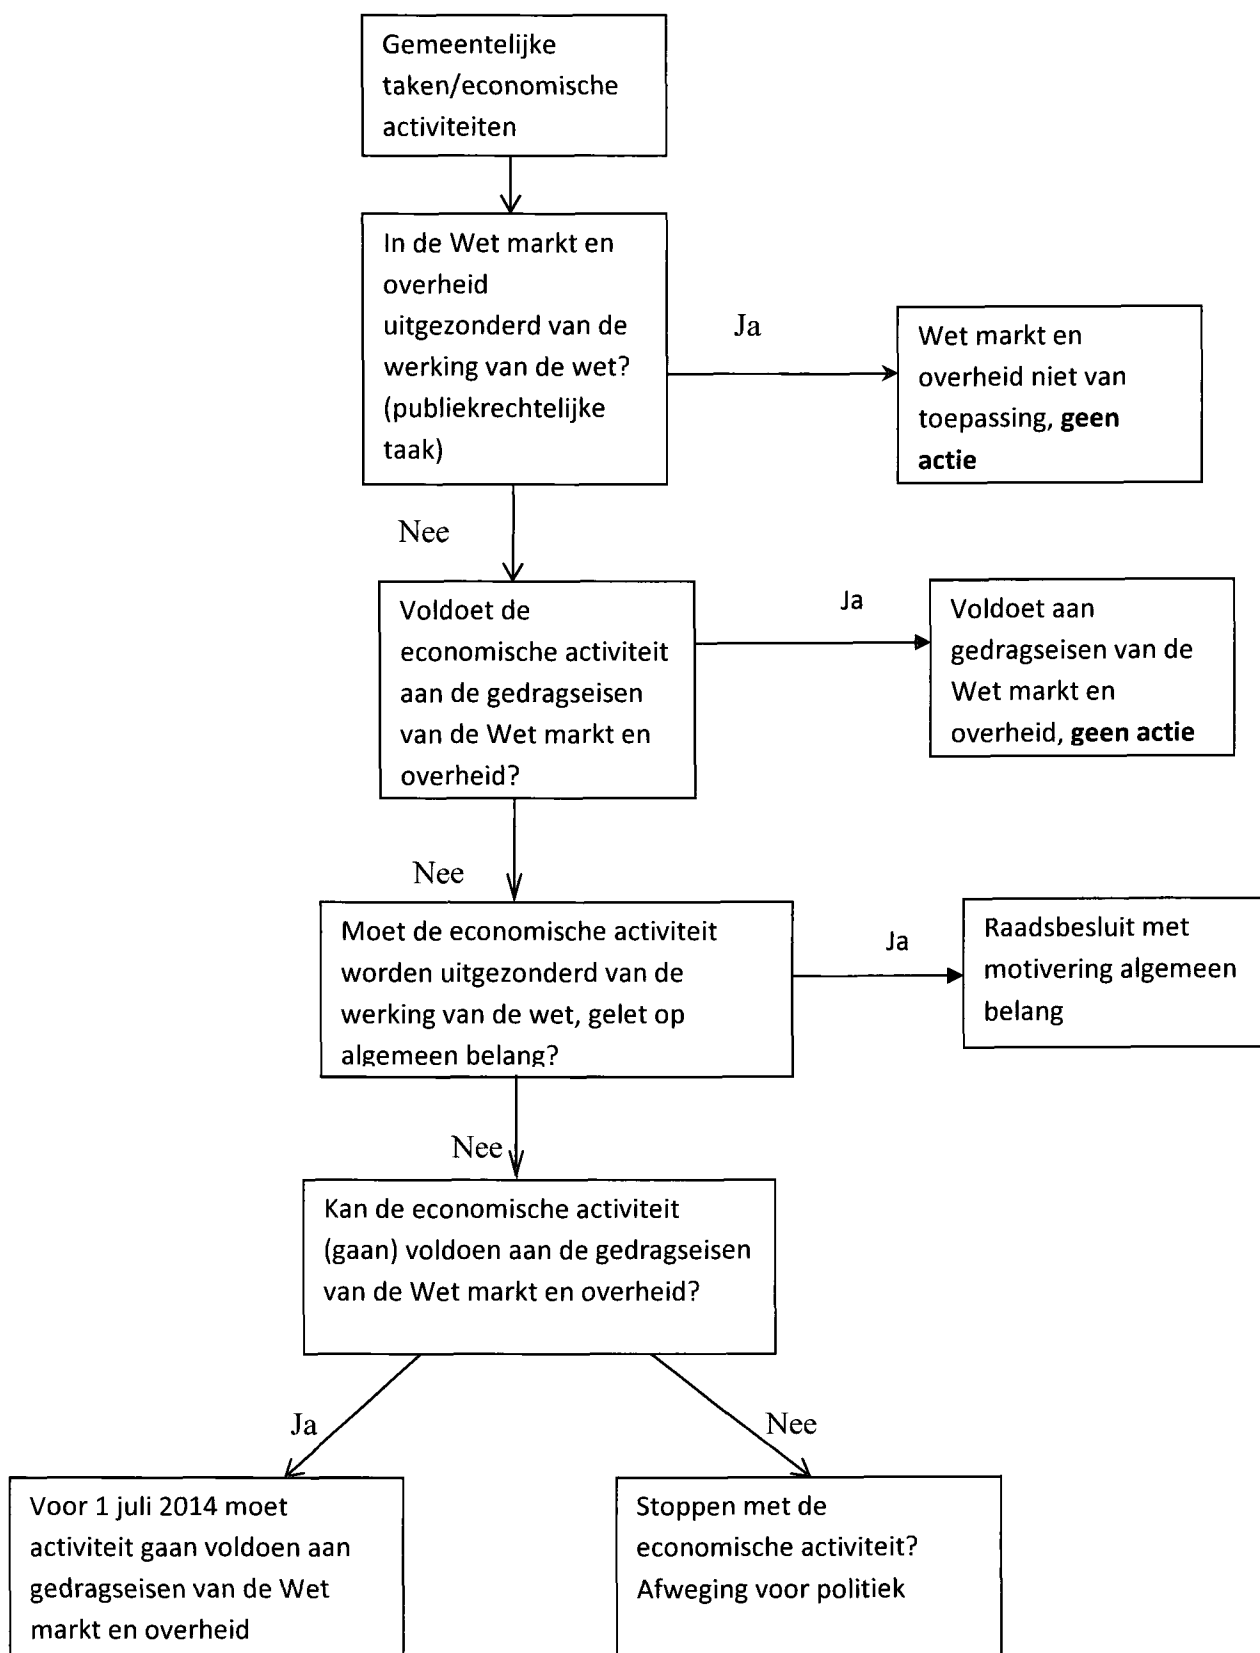 Gemeentelijke
taken/economische
activiteiten
In de Wet markt en
overheid
uitgezonderd van de
werking van de wet?
(publiekrechtelijke
taak)
Ja
Wet markt en
overheid niet van
toepassing, geen
actie
Nee
Voldoet de
economische activiteit
aan de gedragseisen
van de Wet markt en
overheid?
Ja
Voldoet aan
gedragseisen van de
Wet markt en
overheid, geen actie
Nee
Moet de economische activiteit
worden uitgezonderd van de
werking van de wet, gelet op
algemeen belang?
Ja
Raadsbesluit met
motivering algemeen
belang
Nee
Kan de economische activiteit
(gaan) voldoen aan de gedragseisen
van de Wet markt en overheid?
Ja
Nee
Voor 1 juli 2014 moet
activiteit gaan voldoen aan
gedragseisen van de Wet
markt en overheid
Stoppen met de
economische activiteit?
Afweging voor politiek